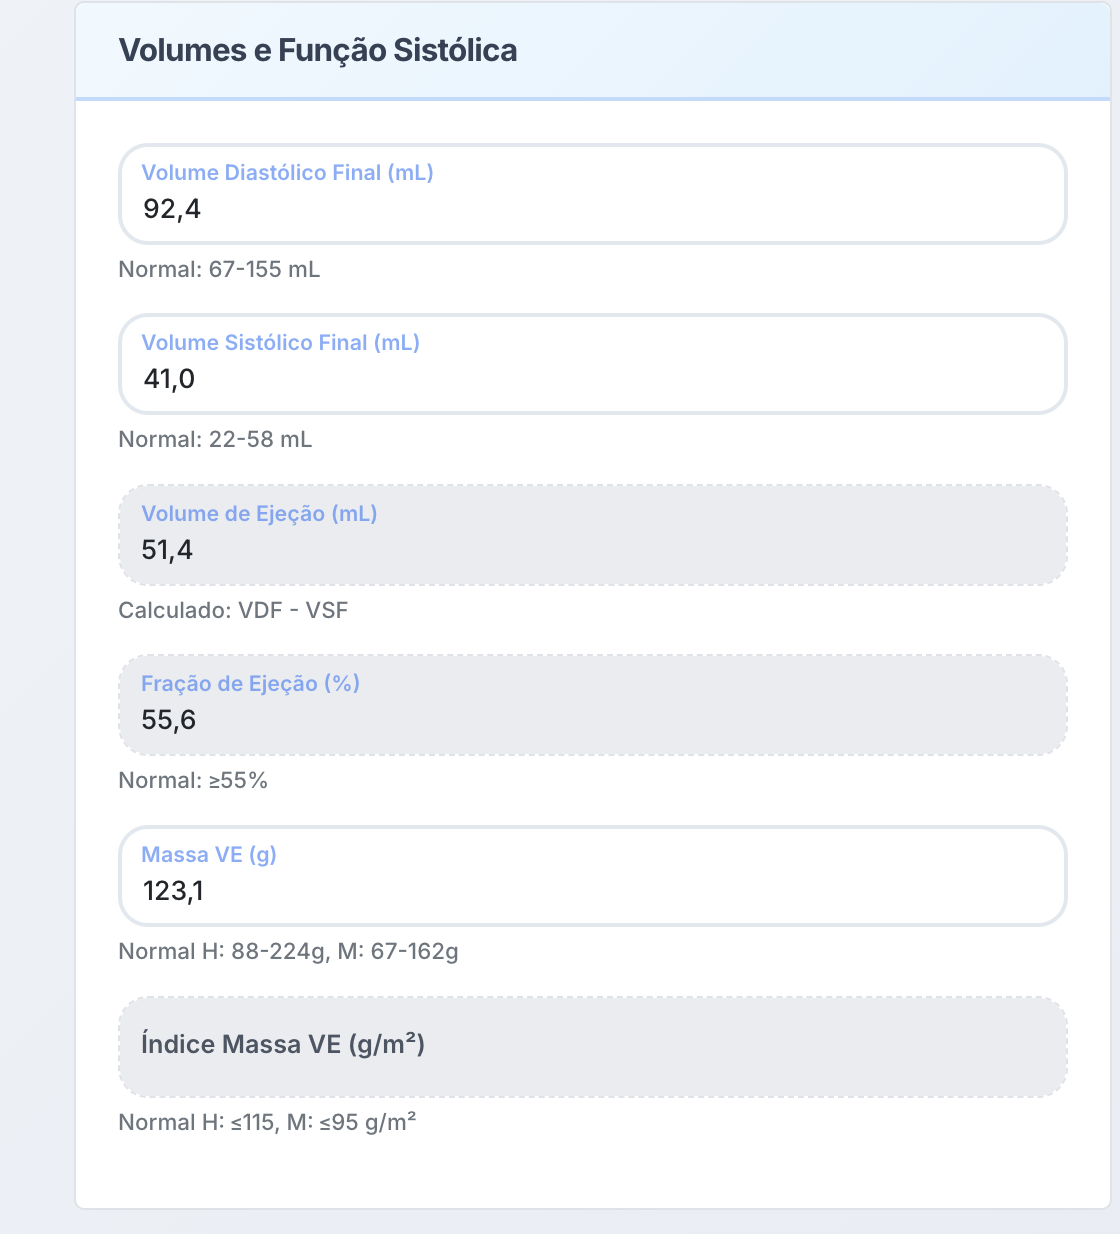 Volumes e Função Sistólica
Volume Diastólico Final (mL)
92,4
Normal: 67-155 mL
Volume Sistólico Final (mL)
41,0
Normal: 22-58 mL
Volume de Ejeção (mL)
51,4
Calculado: VDF - VSF
Fração de Ejeção (%)
55,6
Normal: ≥55%
Massa VE (g)
123,1
Normal H: 88-224g, M: 67-162g
Índice Massa VE (g/m²)
Normal H: ≤115, M: ≤95 g/m²